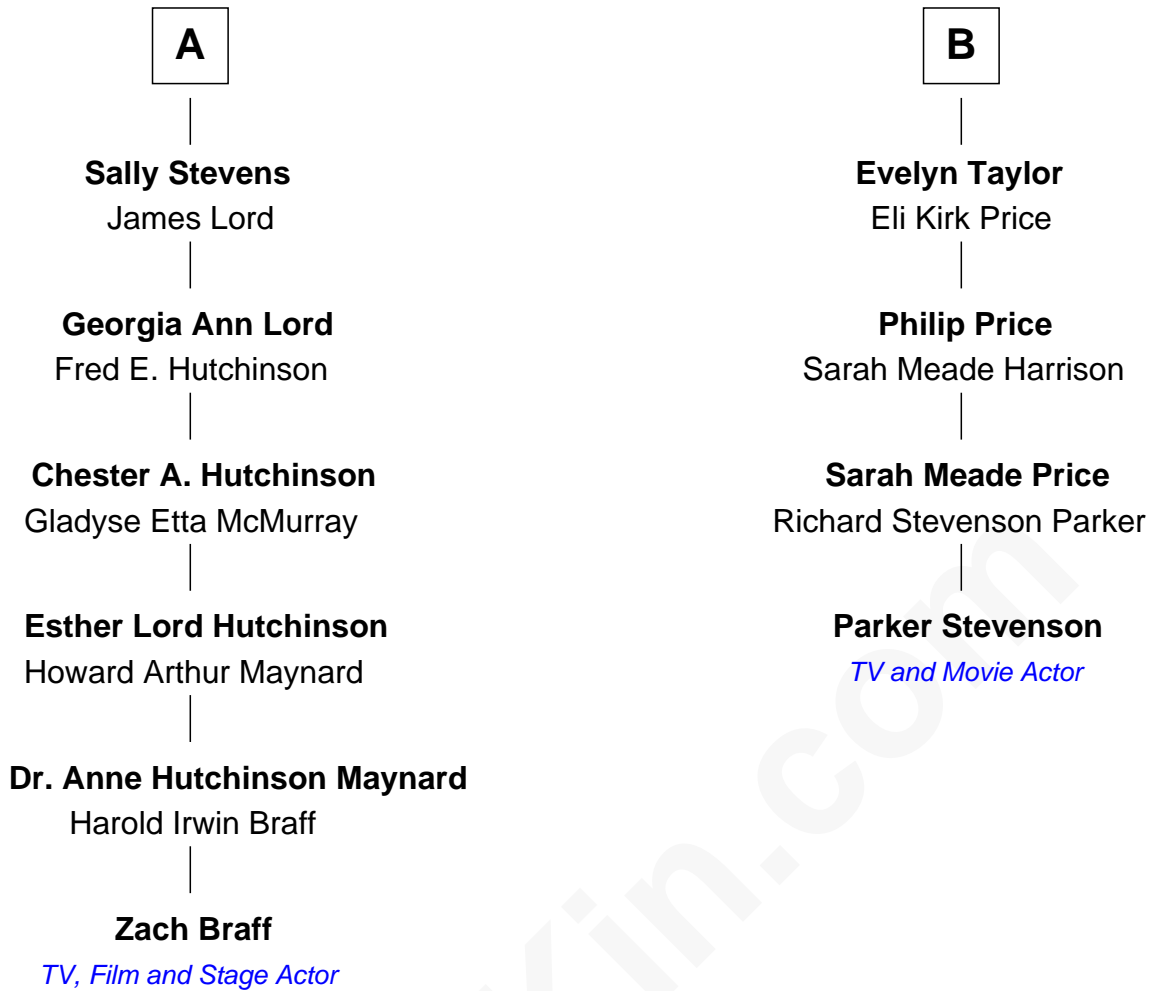 A
Sally Stevens
James Lord
Georgia Ann Lord
Fred E. Hutchinson
Chester A. Hutchinson
Gladyse Etta McMurray
Esther Lord Hutchinson
Howard Arthur Maynard
Dr. Anne Hutchinson Maynard
Harold Irwin Braff
Zach Braff
TV, Film and Stage Actor
B
Evelyn Taylor
Eli Kirk Price
Philip Price
Sarah Meade Harrison
Sarah Meade Price
Richard Stevenson Parker
Parker Stevenson
TV and Movie Actor